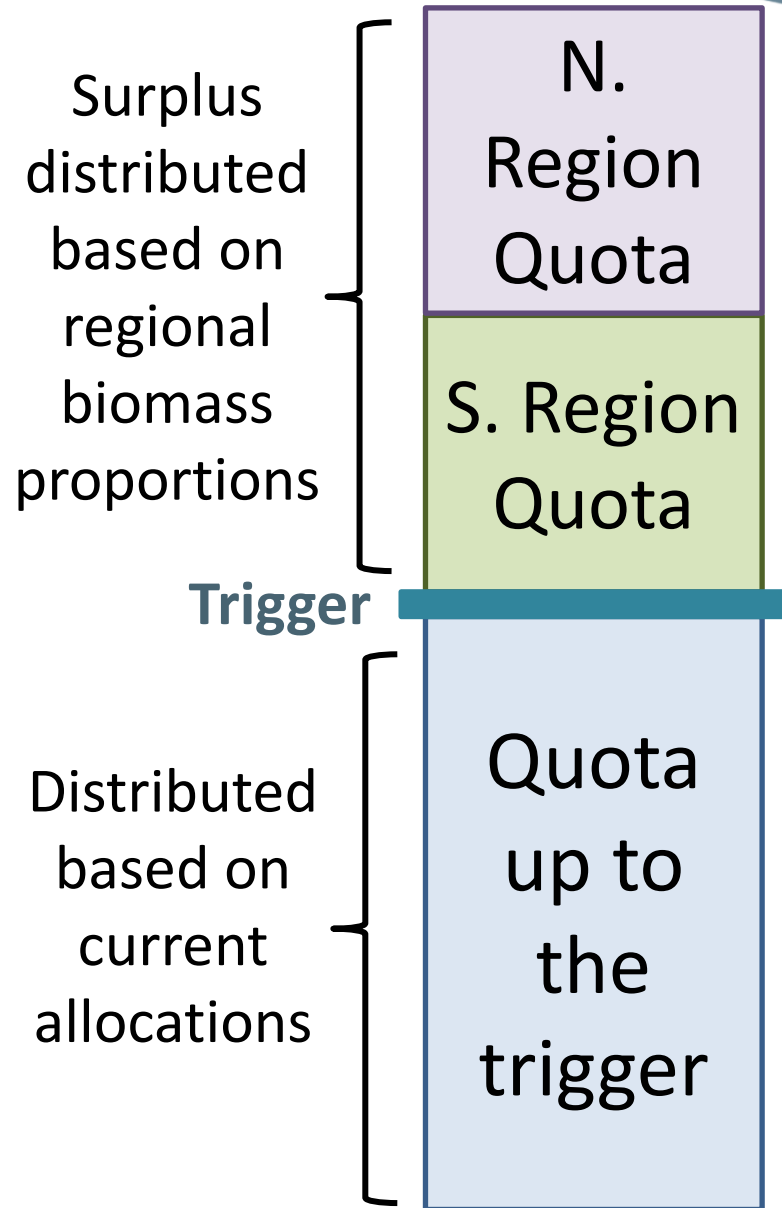 Surplus
distributed
based on
regional
biomass
proportions
N.
Region
Quota
S. Region
Quota
Trigger
Distributed
based on
current
allocations
Quota
up to
the
trigger